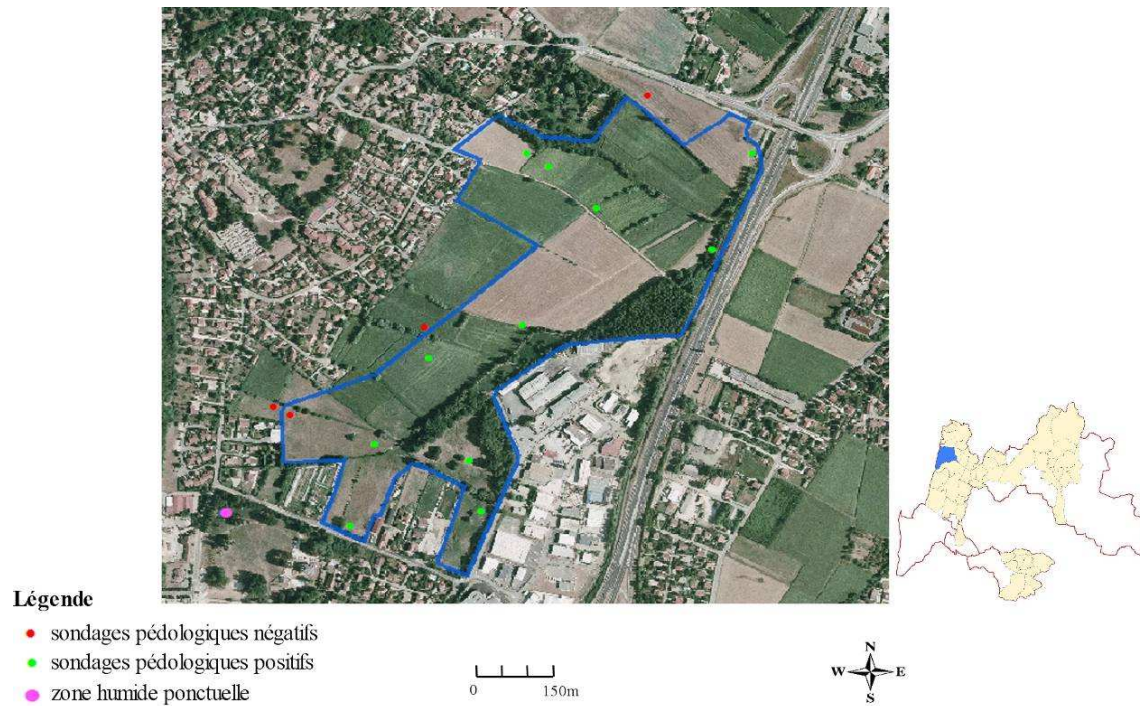 Légende
sondages pédologiques négatifs
sondages pédologiques positifs
zone humide ponctuelle
0 150m
N
W E
S